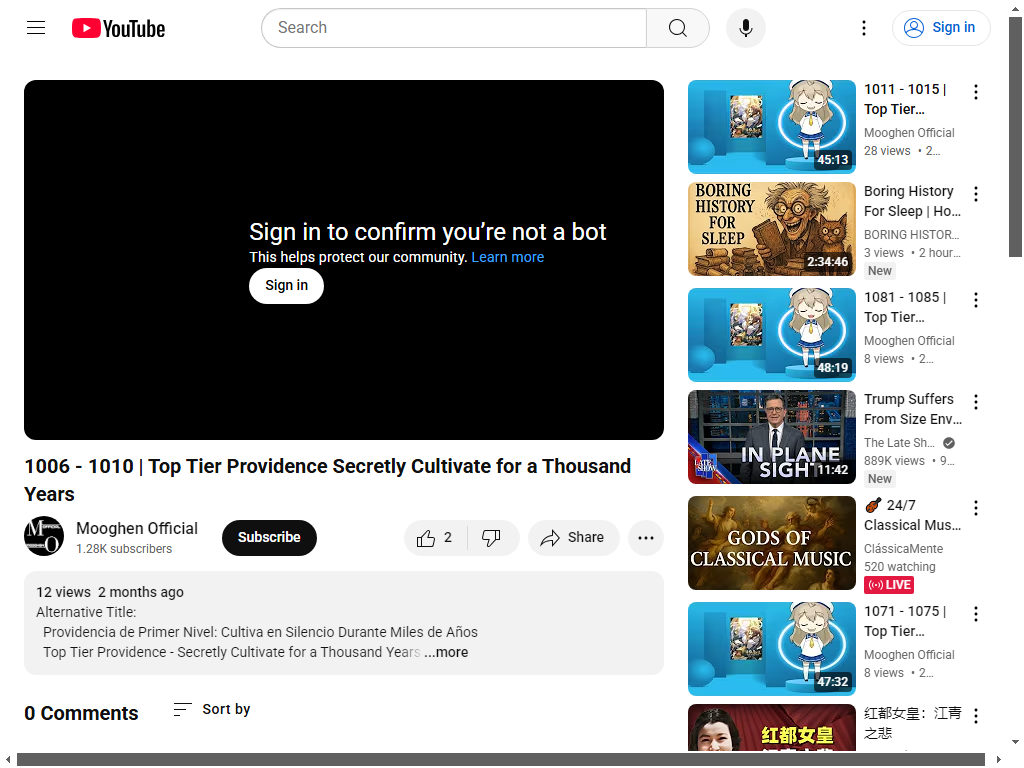 YouTube
Search
Sign in
Sign in to confirm you're not a bot
This helps protect our community. Learn more
Sign in
1006 - 1010 | Top Tier Providence Secretly Cultivate for a Thousand
Years
Mooghen Official
1.28K subscribers
Subscribe
2
Share
12 views 2 months ago
Alternative Title:
Providencia de Primer Nivel: Cultiva en Silencio Durante Miles de Años
Top Tier Providence - Secretly Cultivate for a Thousand Years ...more
0 Comments
Sort by
45:13
1011 - 1015 |
Top Tier...
Mooghen Official
28 views • 2...
BORING
HISTORY
FOR
SLEEP
2:34:46
Boring History
For Sleep | Ho...
BORING HISTOR...
3 views • 2 hour...
New
48:19
1081 - 1085 |
Top Tier...
Mooghen Official
8 views • 2...
LATE SHOW
IN PLANE
SIGHT
11:42
Trump Suffers
From Size Env...
The Late Sh...
889K views • 9...
New
GODS OF
CLASSICAL MUSIC
🎻 24/7
Classical Mus...
ClássicaMente
520 watching
LIVE
47:32
1071 - 1075 |
Top Tier...
Mooghen Official
8 views • 2...
红都女皇
红都女皇：江青
之悲